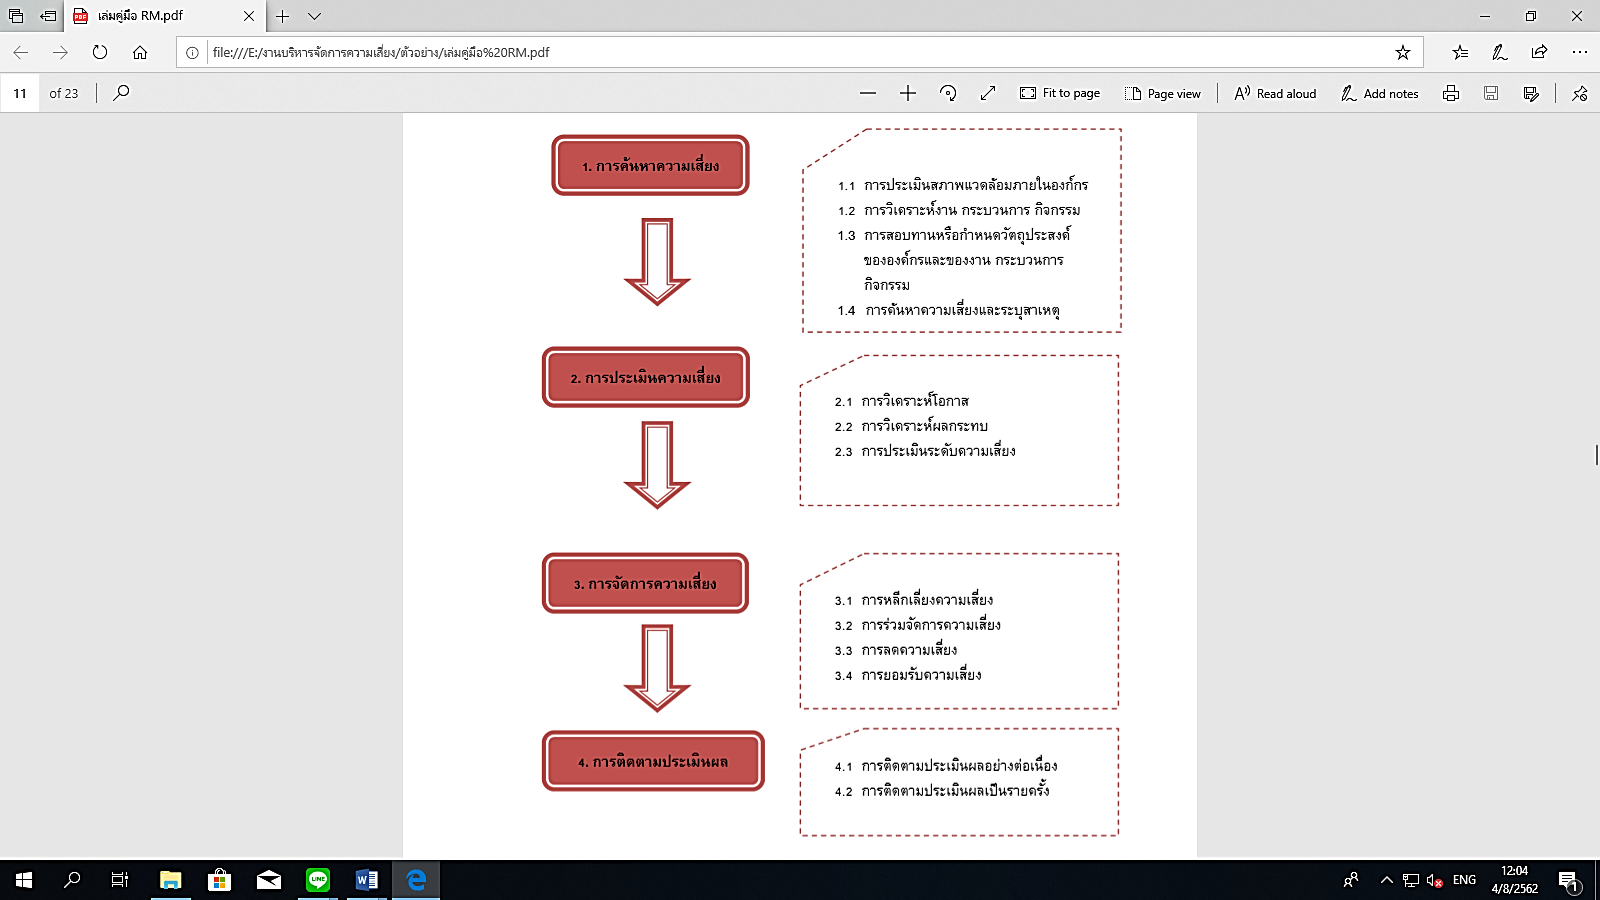 เล่มคู่มือ RM.pdf
file:///E:/งานบริหารจัดการความเสี่ยง/ตัวอย่าง/เล่มคู่มือ%20RM.pdf
11 of 23
Fit to page
Page view
Read aloud
Add notes
1. การค้นหาความเสี่ยง
1.1 การประเมินสภาพแวดล้อมภายในองค์กร
1.2 การวิเคราะห์งาน กระบวนการ กิจกรรม
1.3 การสอบทานหรือกำหนดวัตถุประสงค์
ขององค์กรและของงาน กระบวนการ
กิจกรรม
1.4 การค้นหาความเสี่ยงและระบุสาเหตุ
2. การประเมินความเสี่ยง
2.1 การวิเคราะห์โอกาส
2.2 การวิเคราะห์ผลกระทบ
2.3 การประเมินระดับความเสี่ยง
3. การจัดการความเสี่ยง
3.1 การหลีกเลี่ยงความเสี่ยง
3.2 การร่วมจัดการความเสี่ยง
3.3 การลดความเสี่ยง
3.4 การยอมรับความเสี่ยง
4. การติดตามประเมินผล
4.1 การติดตามประเมินผลอย่างต่อเนื่อง
4.2 การติดตามประเมินผลเป็นรายครั้ง
LINE
ENG
12:04
4/8/2562
1